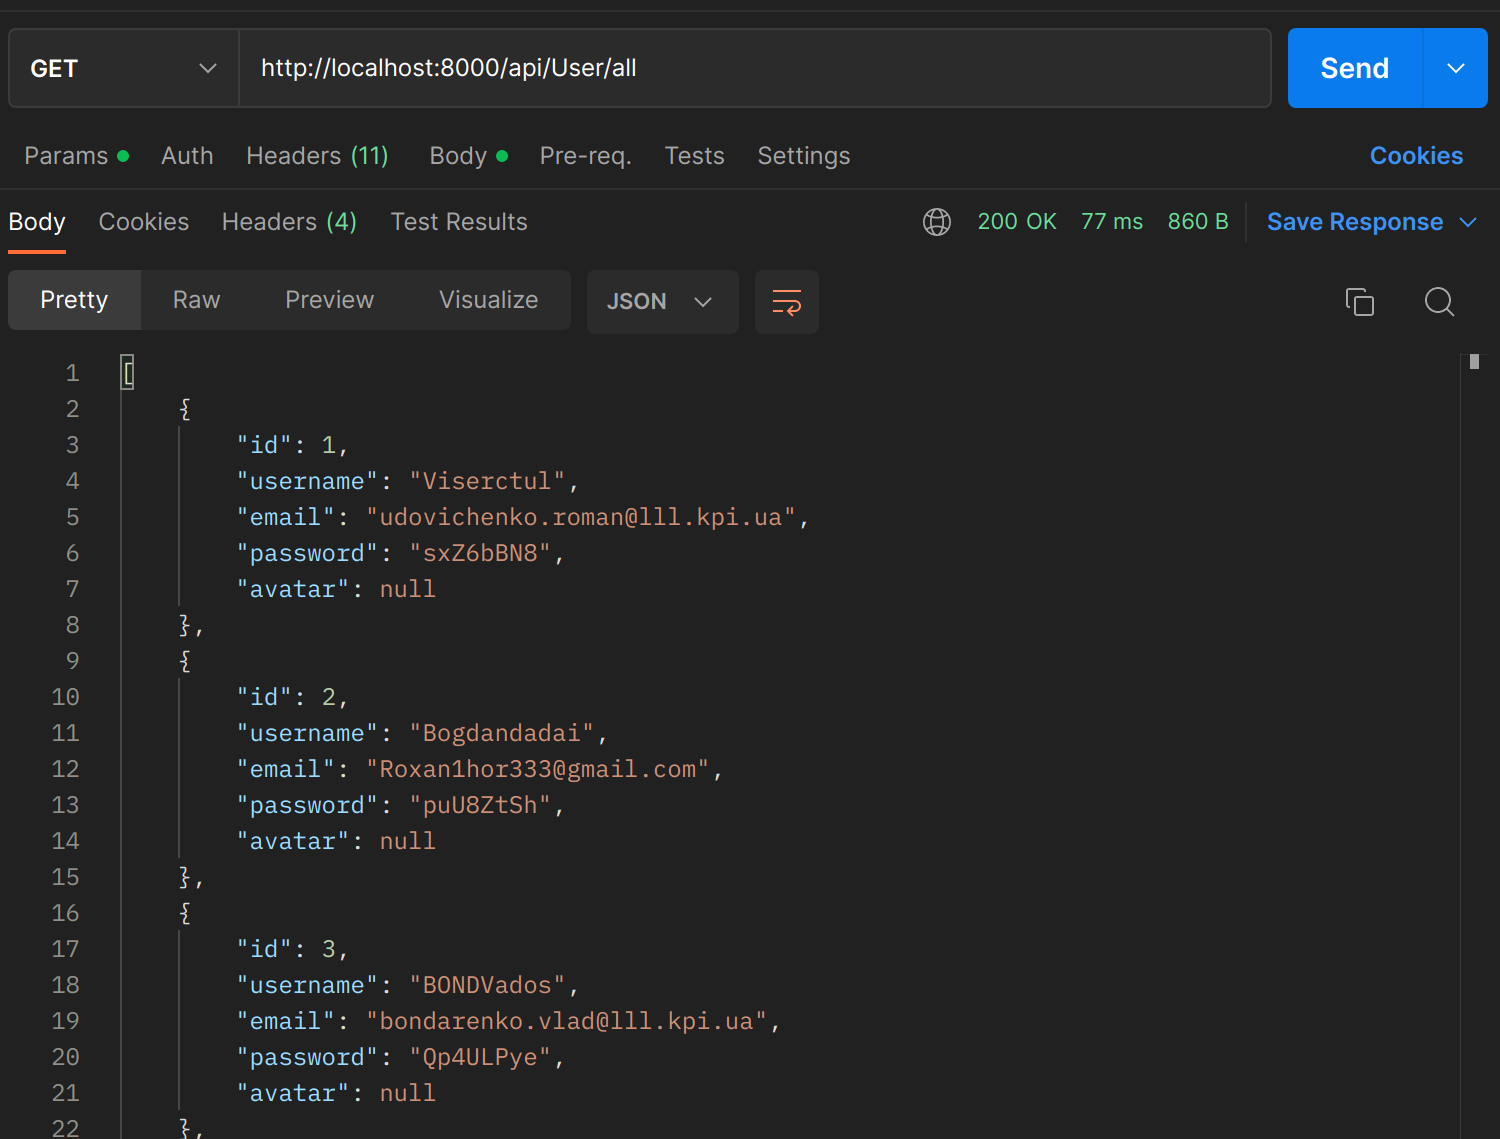 GET http://localhost:8000/api/User/all Send
Params Auth Headers (11) Body Pre-req. Tests Settings Cookies
Body Cookies Headers (4) Test Results 200 OK 77 ms 860 B Save Response
Pretty Raw Preview Visualize JSON
1 [
2 {
3 "id": 1,
4 "username": "Viserctul",
5 "email": "udovichenko.roman@lll.kpi.ua",
6 "password": "sxZ6bBN8",
7 "avatar": null
8 },
9 {
10 "id": 2,
11 "username": "Bogdandadai",
12 "email": "Roxan1hor333@gmail.com",
13 "password": "puU8ZtSh",
14 "avatar": null
15 },
16 {
17 "id": 3,
18 "username": "BONDVados",
19 "email": "bondarenko.vlad@lll.kpi.ua",
20 "password": "Qp4ULPye",
21 "avatar": null
22 },